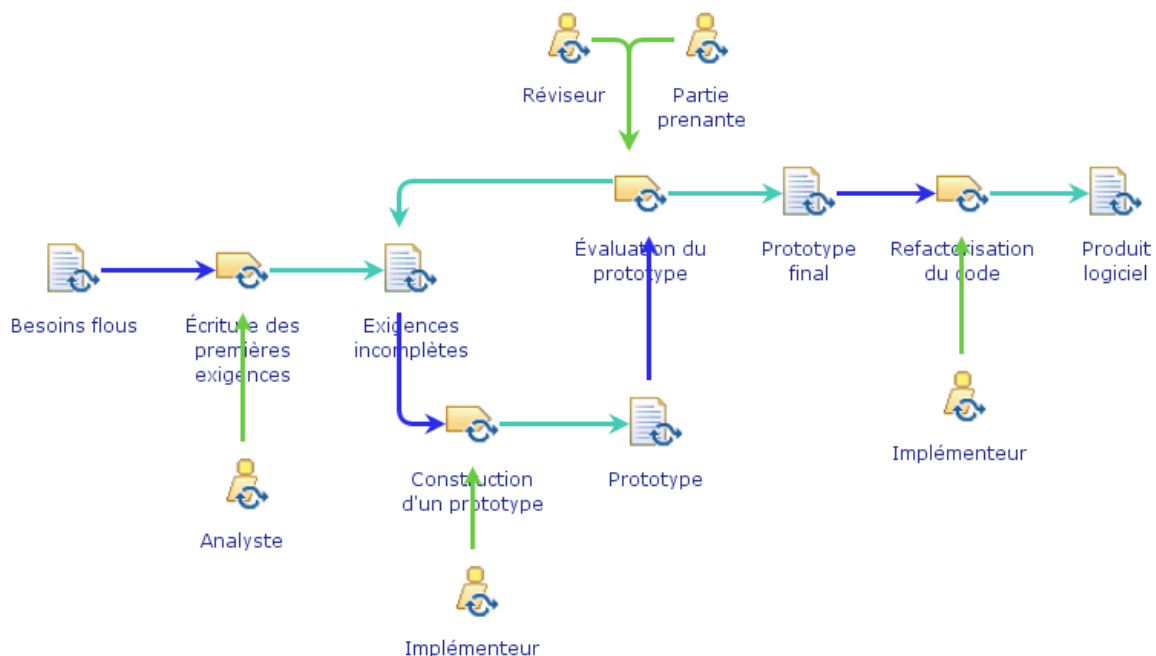 Réviseur
Partie
prenante
Évaluation du
prototype
Prototype
final
Refactorisation
du code
Produit
logiciel
Besoins flous
Écriture des
premières
exigences
Exigences
incomplètes
Construction
d'un prototype
Prototype
Implémenteur
Analyste
Implémenteur